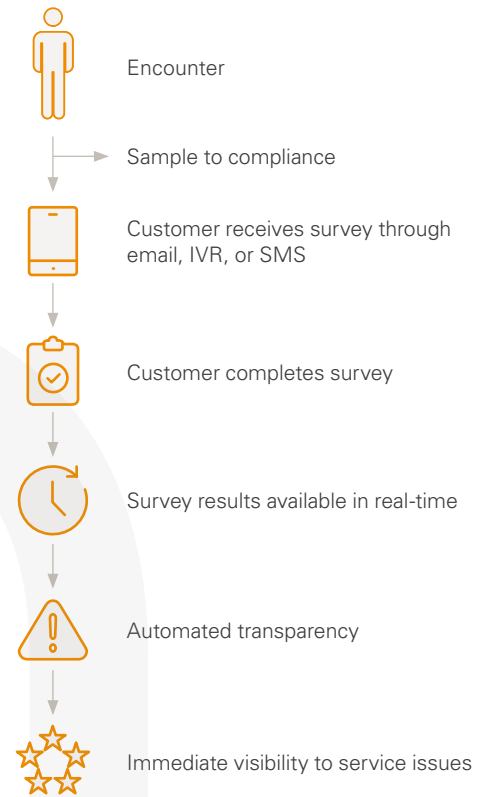 Encounter
Sample to compliance
Customer receives survey through
email, IVR, or SMS
Customer completes survey
Survey results available in real-time
Automated transparency
Immediate visibility to service issues